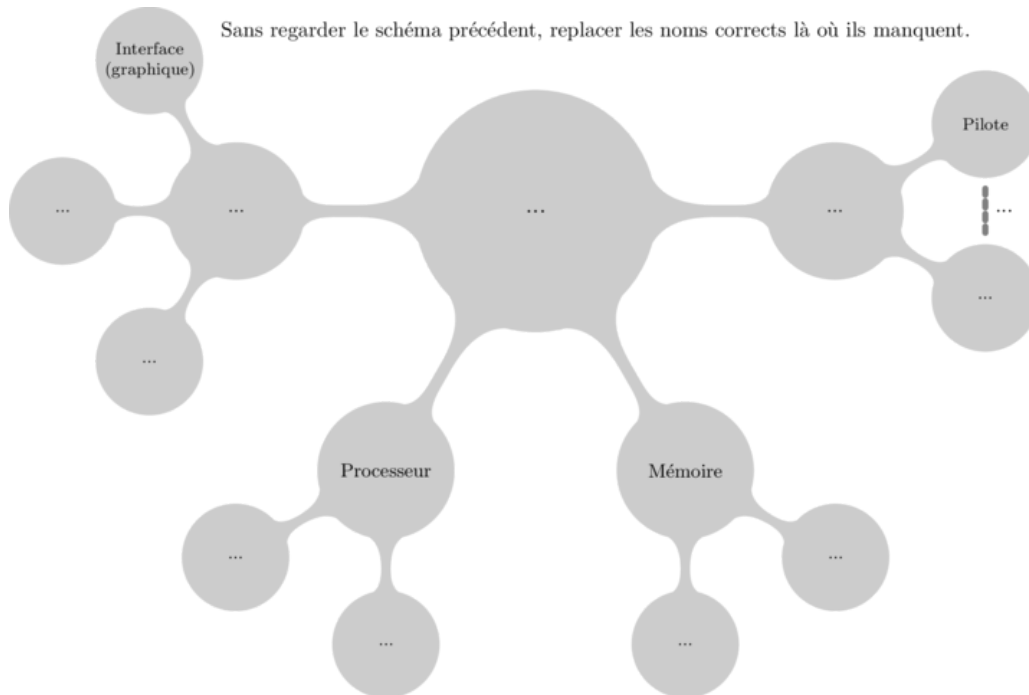 Sans regarder le schéma précédent, replacer les noms corrects là où ils manquent.
Interface
(graphique)
Pilote
...
...
...
...
...
...
...
Processeur
Mémoire
...
...
...
...